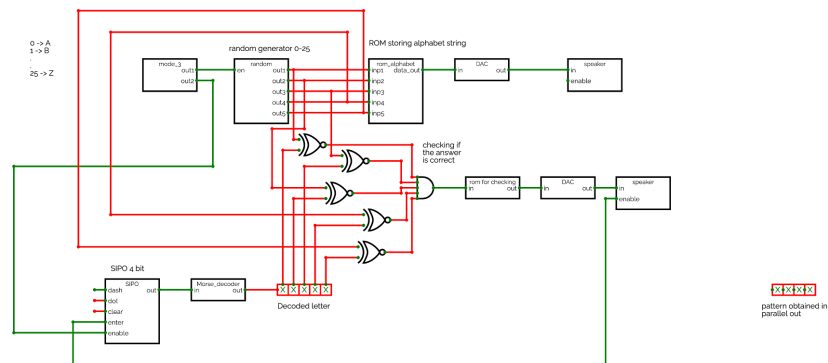 0 -> A
1 -> B
.
.
25 -> Z
random generator 0-25
ROM storing alphabet string
mode_3
out1
out2
random
en
out1
out2
out3
out4
out5
rom_alphabet
data_out
inp1
inp2
inp3
inp4
inp5
DAC
in
out
speaker
in
enable
checking if
the answer
is correct
rom for checking
in
out
DAC
in
out
speaker
in
enable
SIPO 4 bit
SIPO
dash
dot
clear
enter
enable
out
Morse_decoder
in
out
X X X X X
Decoded letter
X X X X
pattern obtained in
parallel out